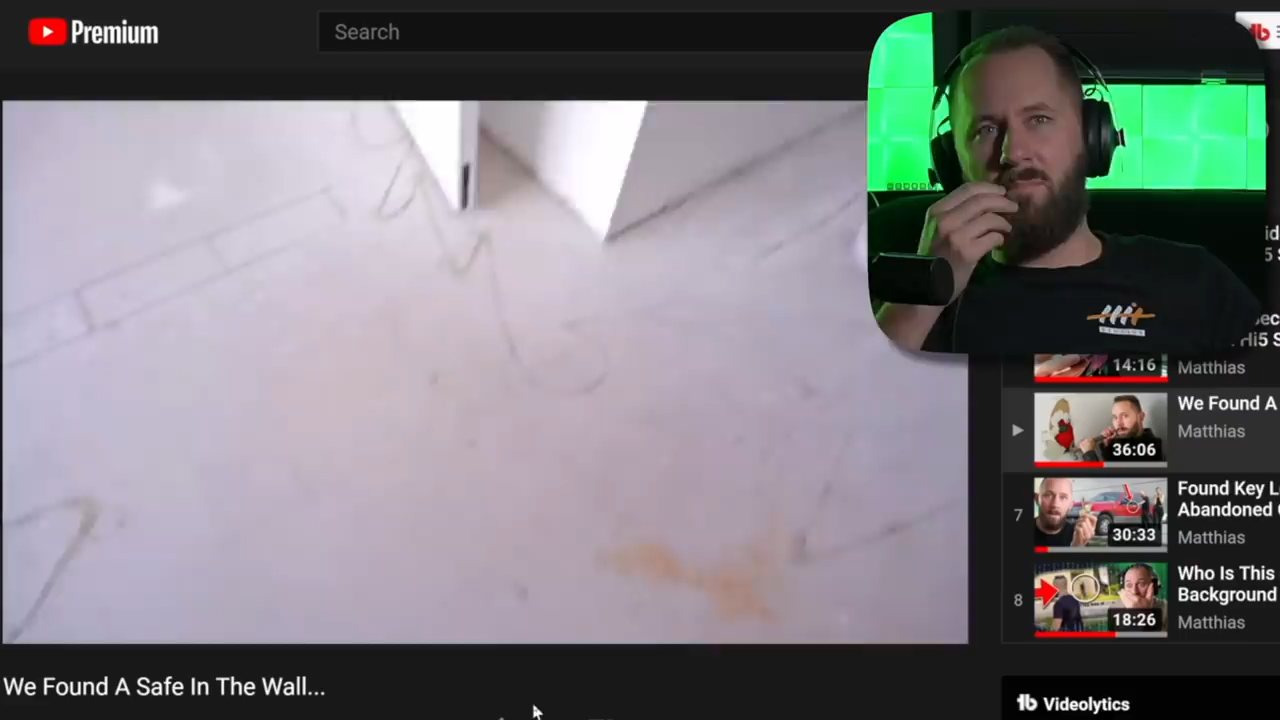 Premium
Search
14:16
Matthias
We Found A
Matthias
36:06
7
Found Key L
Abandoned
Matthias
30:33
8
Who Is This
Background
Matthias
18:26
We Found A Safe In The Wall...
Videolytics